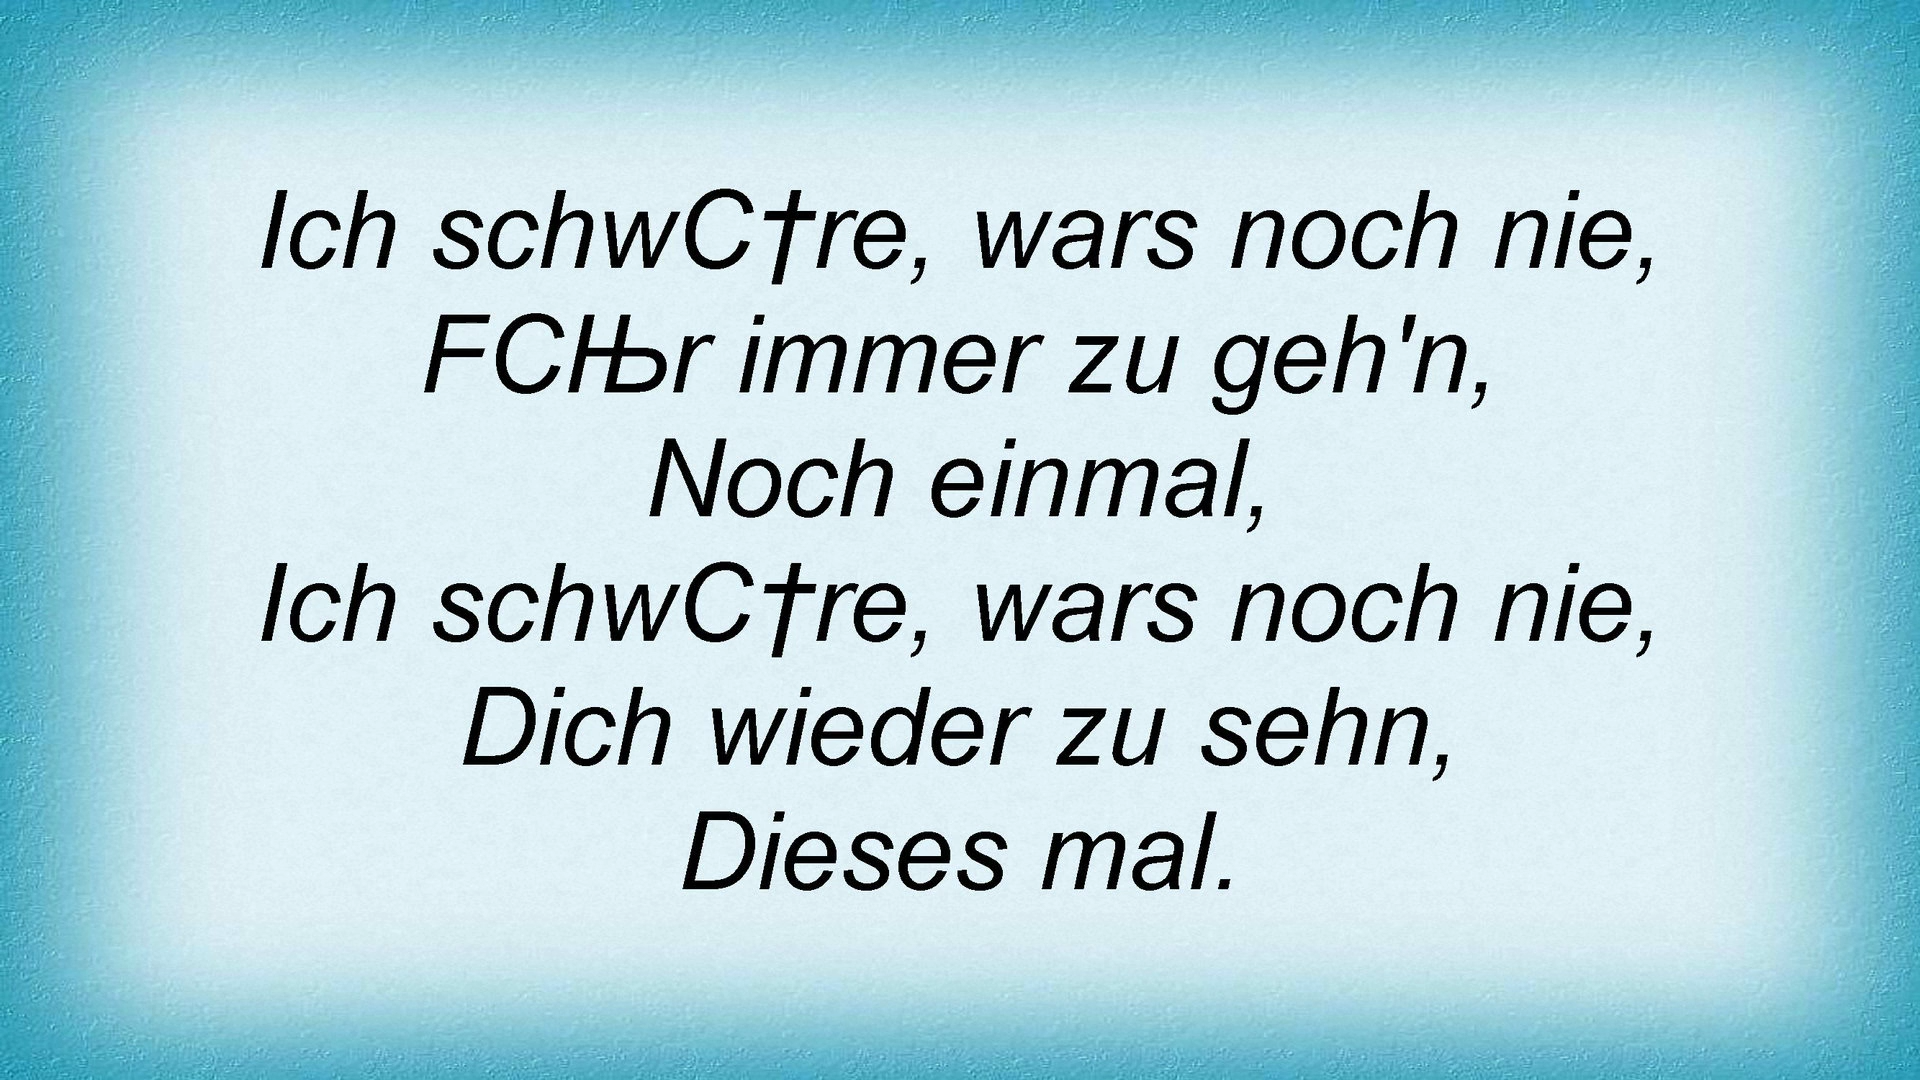 Ich schwC†re, wars noch nie,
FCЊr immer zu geh'n,
Noch einmal,
Ich schwC†re, wars noch nie,
Dich wieder zu sehn,
Dieses mal.